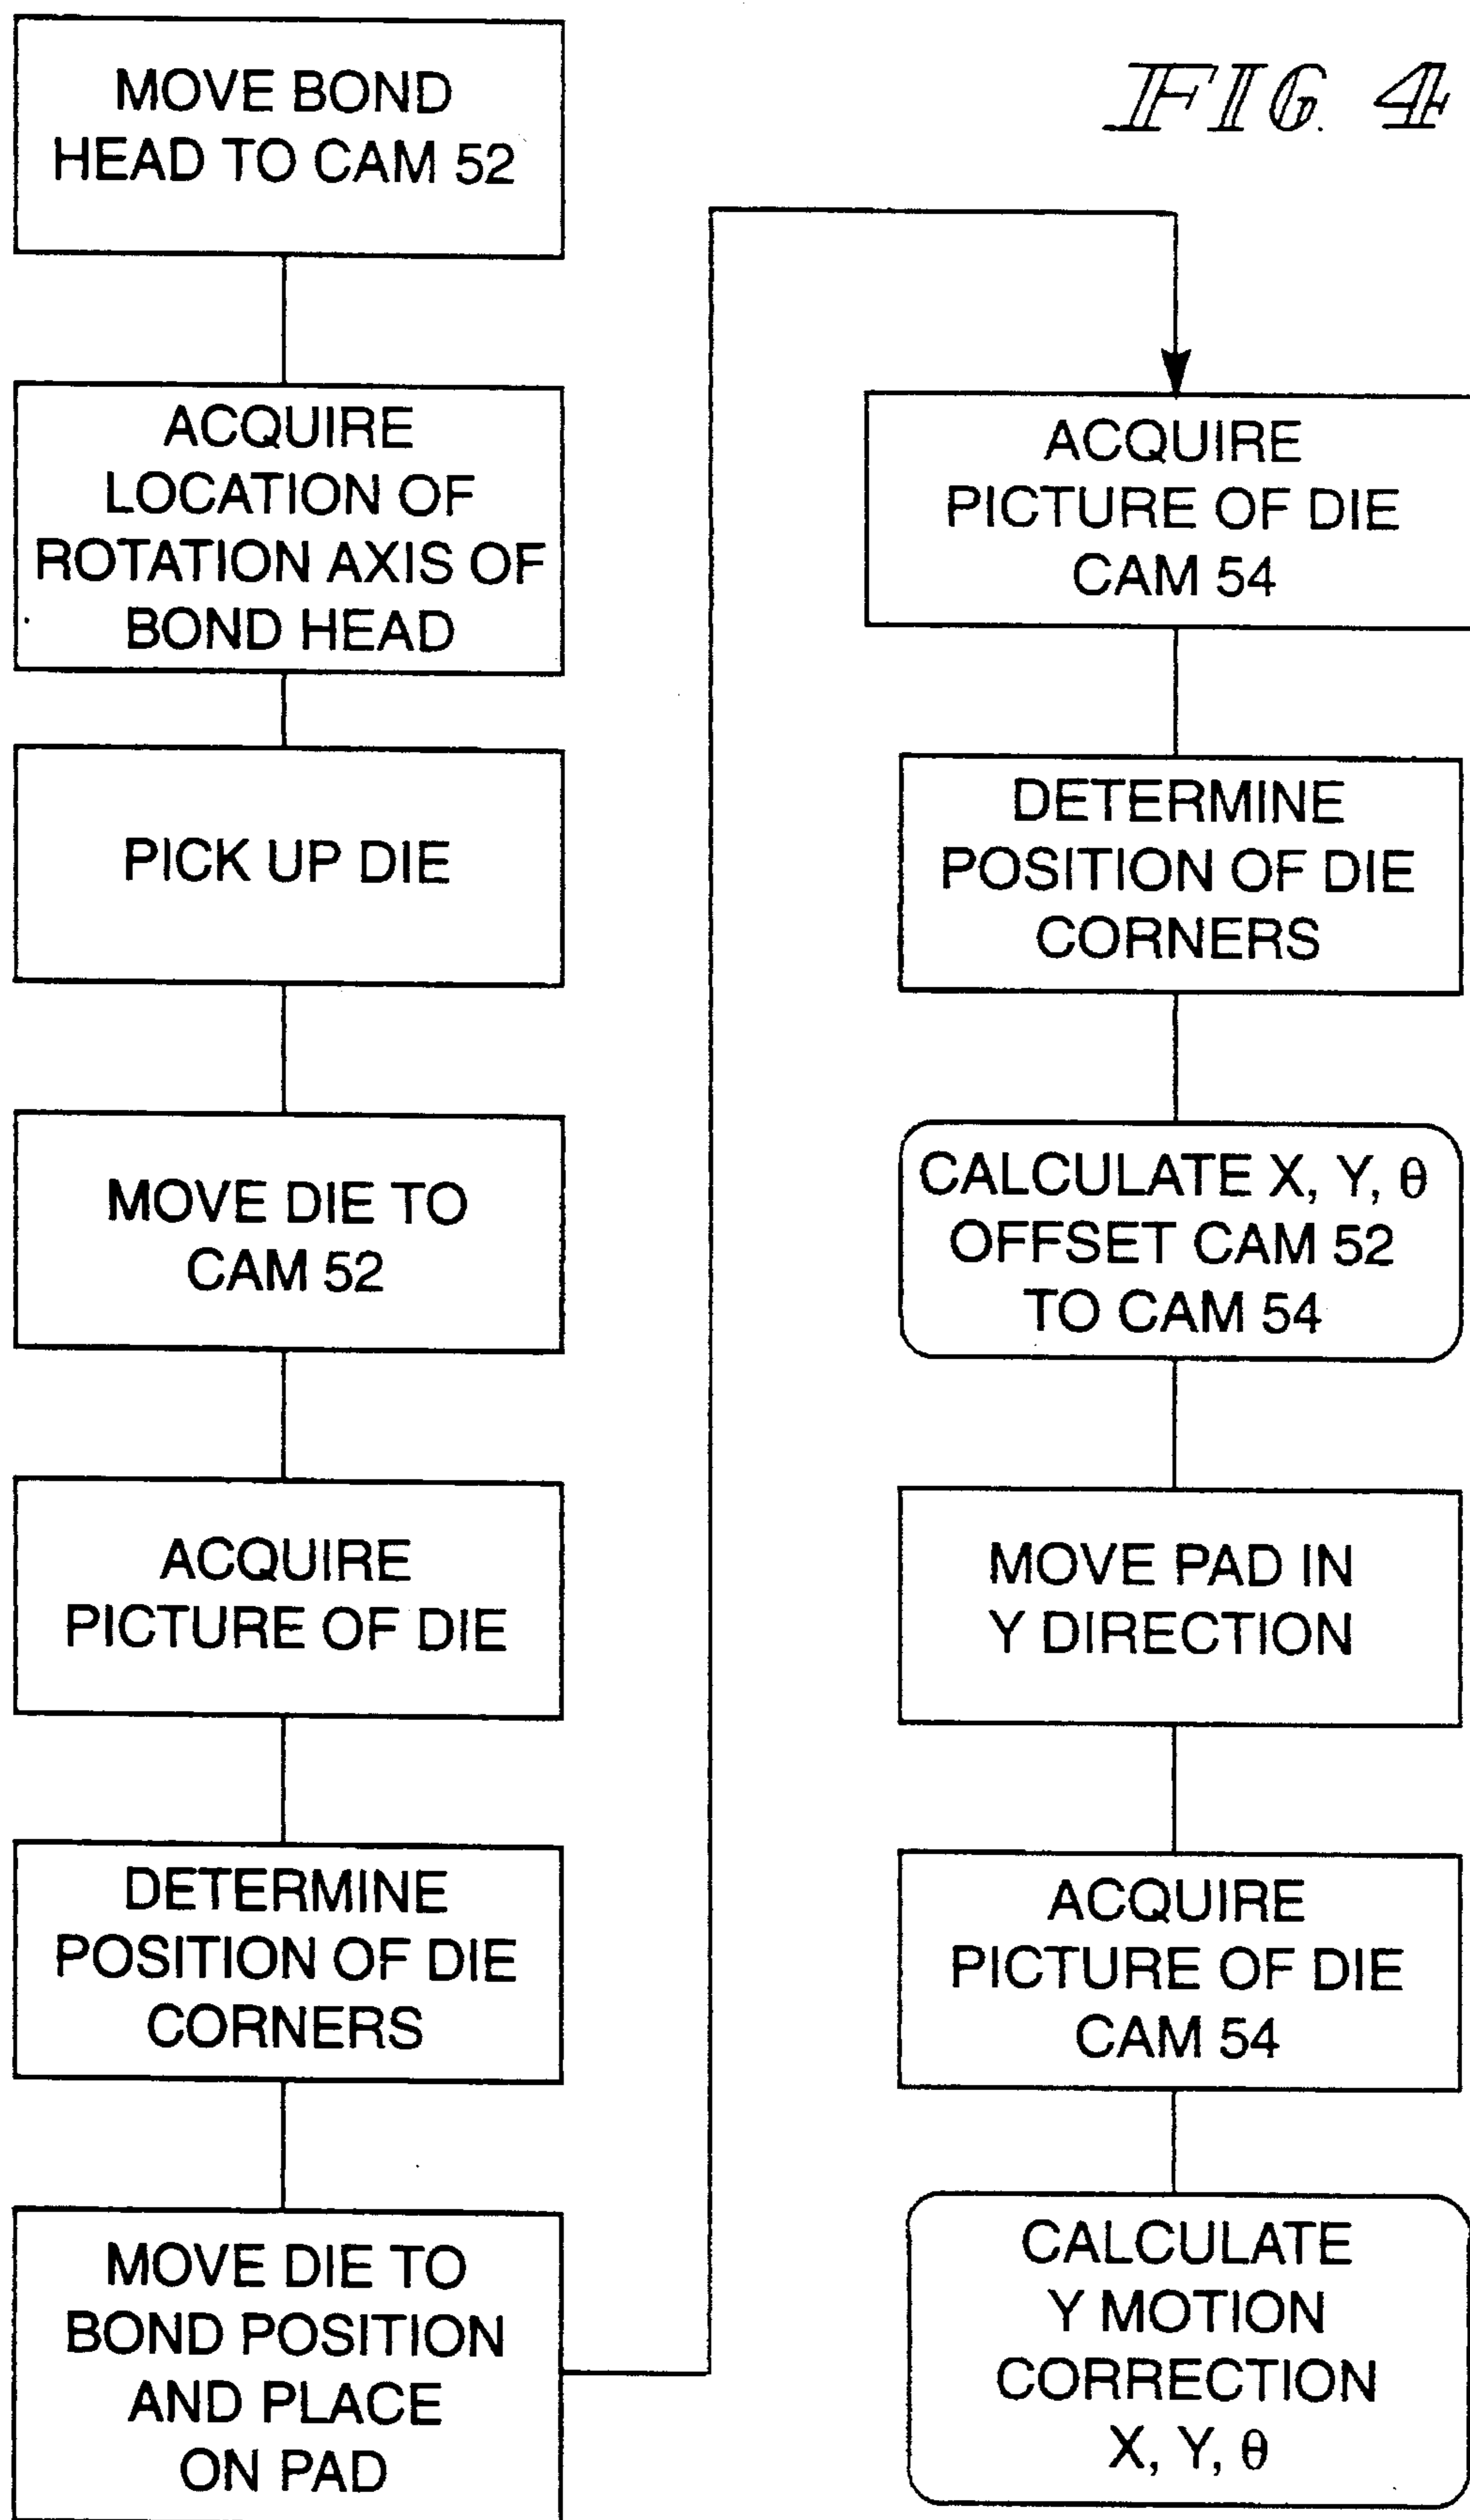 FIG. 4
MOVE BOND
HEAD TO CAM 52
ACQUIRE
LOCATION OF
ROTATION AXIS OF
BOND HEAD
PICK UP DIE
MOVE DIE TO
CAM 52
ACQUIRE
PICTURE OF DIE
DETERMINE
POSITION OF DIE
CORNERS
MOVE DIE TO
BOND POSITION
AND PLACE
ON PAD
ACQUIRE
PICTURE OF DIE
CAM 54
DETERMINE
POSITION OF DIE
CORNERS
CALCULATE X, Y, θ
OFFSET CAM 52
TO CAM 54
MOVE PAD IN
Y DIRECTION
ACQUIRE
PICTURE OF DIE
CAM 54
CALCULATE
Y MOTION
CORRECTION
X, Y, θ